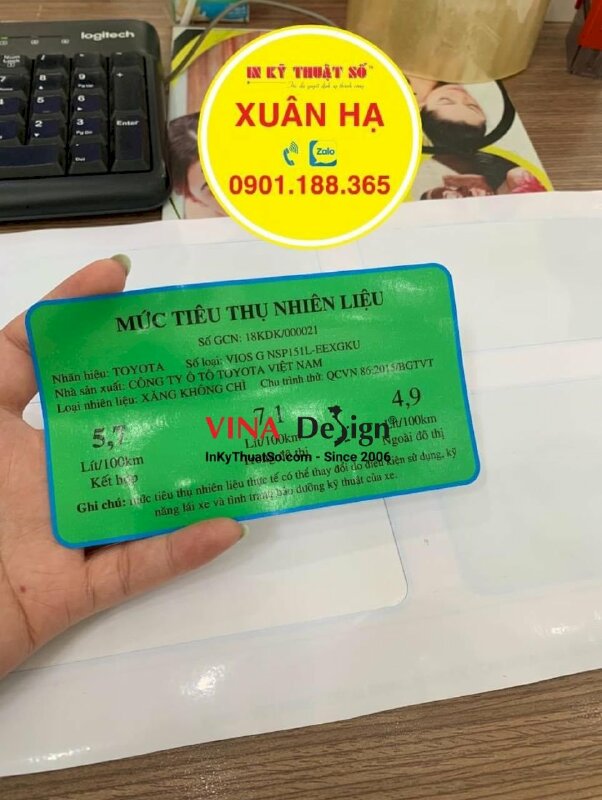 logitech
IN KỸ THUẬT SỐ
XUÂN HẠ
Zalo
0901.188.365
MỨC TIÊU THỤ NHIÊN LIỆU
Số GCN: 18KDK/000021
Nhãn hiệu: TOYOTA Số loại: VIOS G NSP151L-EEXGKU
Nhà sản xuất: CÔNG TY Ô TÔ TOYOTA VIỆT NAM
Loại nhiên liệu: XĂNG KHÔNG CHÌ Chu trình thử: QCVN 86:2015/BGTVT
5,7 7,1 4,9
Lít/100km Lít/100km Lít/100km
Kết hợp Trong đô thị Ngoài đô thị
VINA Design
InKyThuatSo.com - Since 2006
Ghi chú: Mức tiêu thụ nhiên liệu thực tế có thể thay đổi do điều kiện sử dụng, kỹ
năng lái xe và tình trạng bảo dưỡng kỹ thuật của xe.
Enter